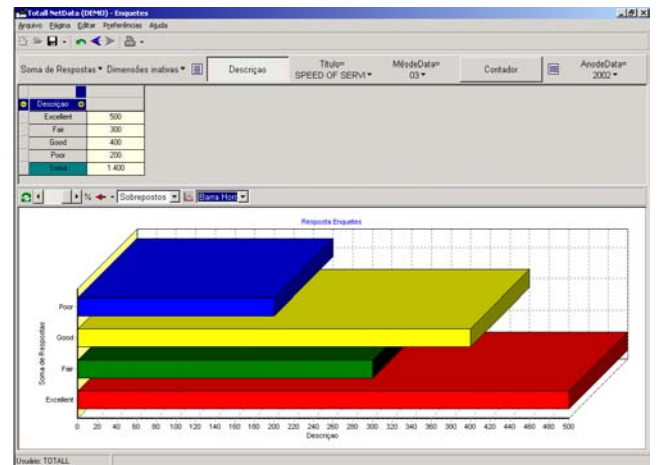 Totall NetData (DEMO) - Enquetes
Arquivo Página Editar Preferências Ajuda
Soma de Respostas Dimensões inativas Descriçao Titulo= SPEED OF SERVI MêsdeData= 03 Contador AnodeData= 2002
Descriçao
Excellent 500
Fair 300
Good 400
Poor 200
Soma 1.400
% Sobrepostos Barra Hori
Resposta Enquetes
Soma de Respostas
Poor
Good
Fair
Excellent
0 20 40 60 80 100 120 140 160 180 200 220 240 260 280 300 320 340 360 380 400 420 440 460 480 500
Descriçao
Usuário: TOTALL